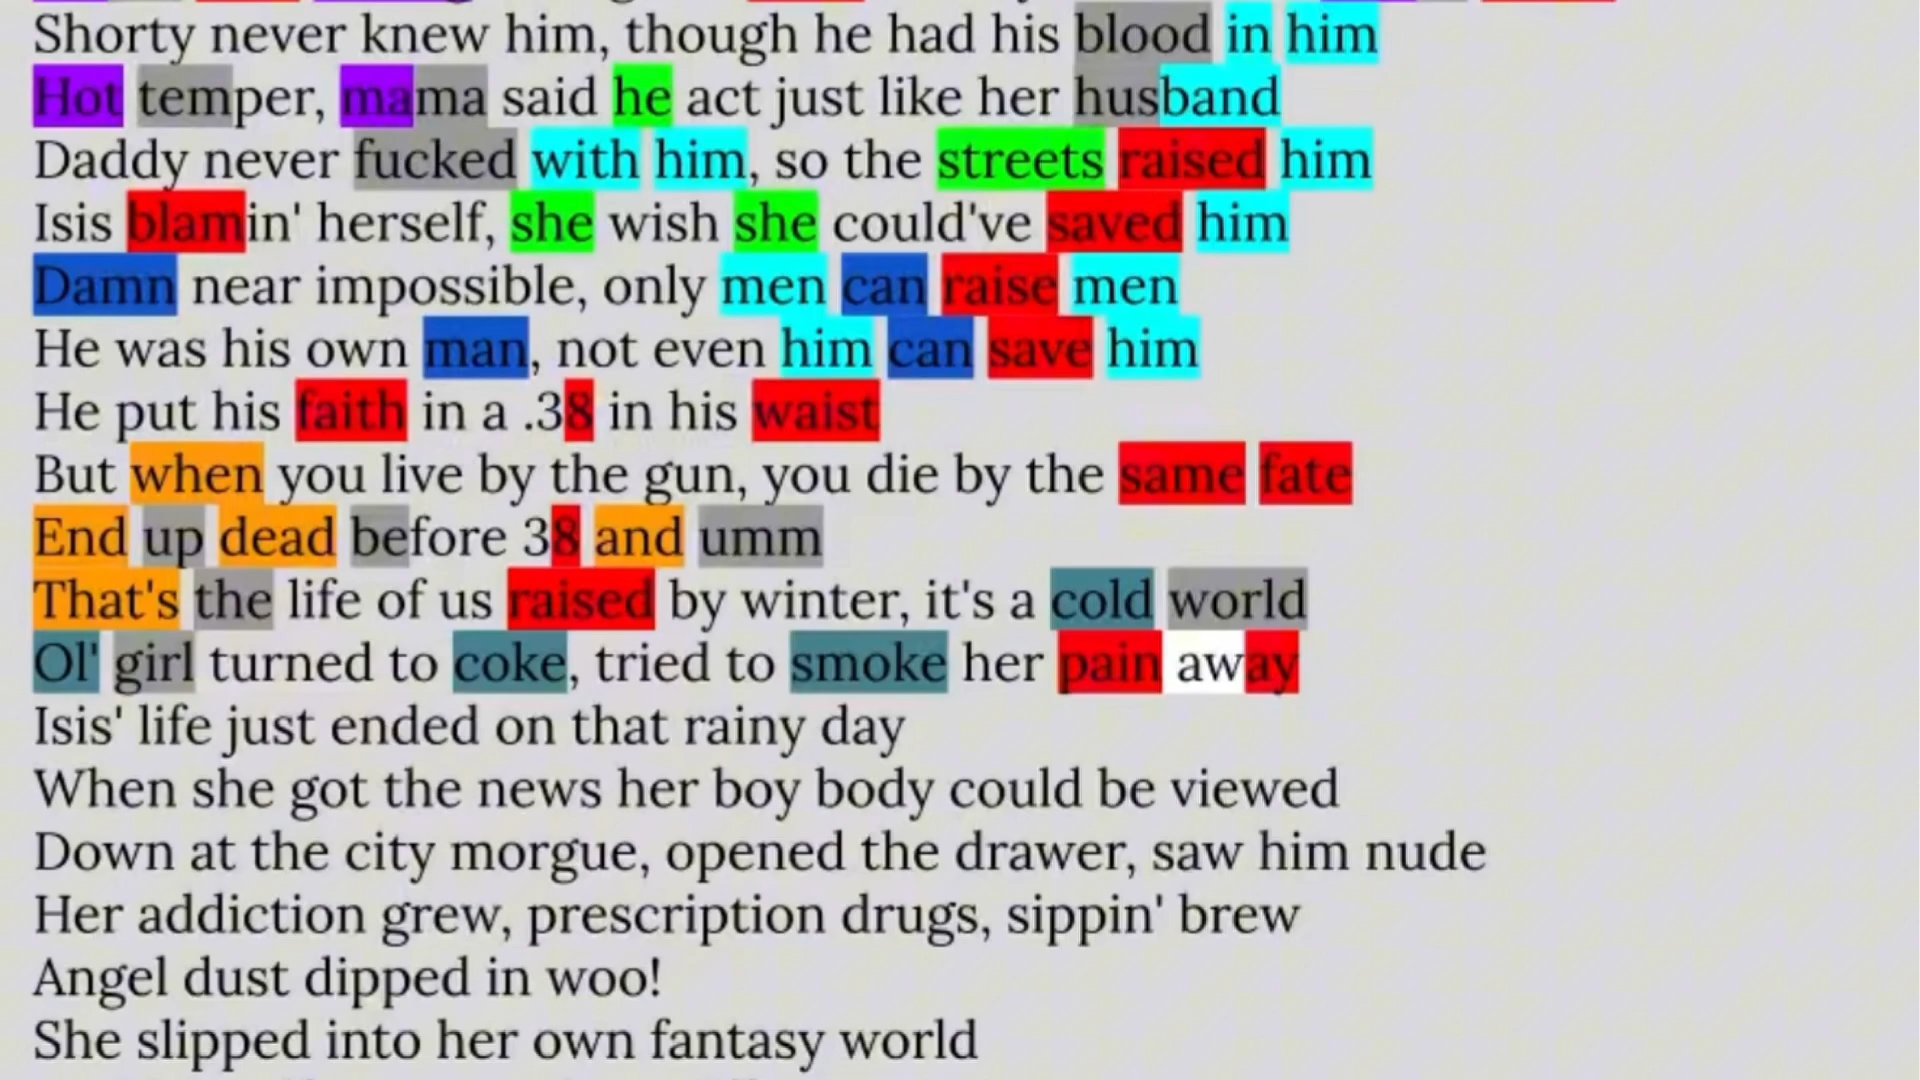 Shorty never knew him, though he had his blood in him
Hot temper, mama said he act just like her husband
Daddy never fucked with him, so the streets raised him
Isis blamin' herself, she wish she could've saved him
Damn near impossible, only men can raise men
He was his own man, not even him can save him
He put his faith in a .38 in his waist
But when you live by the gun, you die by the same fate
End up dead before 38 and umm
That's the life of us raised by winter, it's a cold world
Ol' girl turned to coke, tried to smoke her pain away
Isis' life just ended on that rainy day
When she got the news her boy body could be viewed
Down at the city morgue, opened the drawer, saw him nude
Her addiction grew, prescription drugs, sippin' brew
Angel dust dipped in woo!
She slipped into her own fantasy world